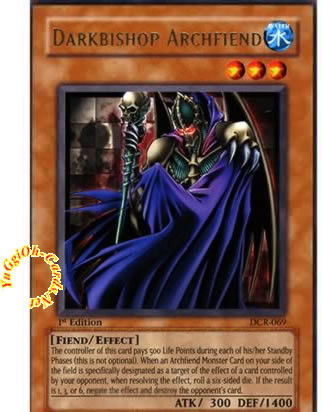 Darkbishop Archfiend
WATER
水
YuGgiOh-Cards.Net
1st Edition
DCR-069
[Fiend/Effect]
The controller of this card pays 500 Life Points during each of his/her Standby
Phases (this is not optional). When an Archfiend Monster Card on your side of
the field is specifically designated as a target of the effect of a card controlled
by your opponent, when resolving the effect, roll a six-sided die. If the result
is 1, 3, or 6, negate the effect and destroy the opponent's card.
ATK/ 300 DEF/1400